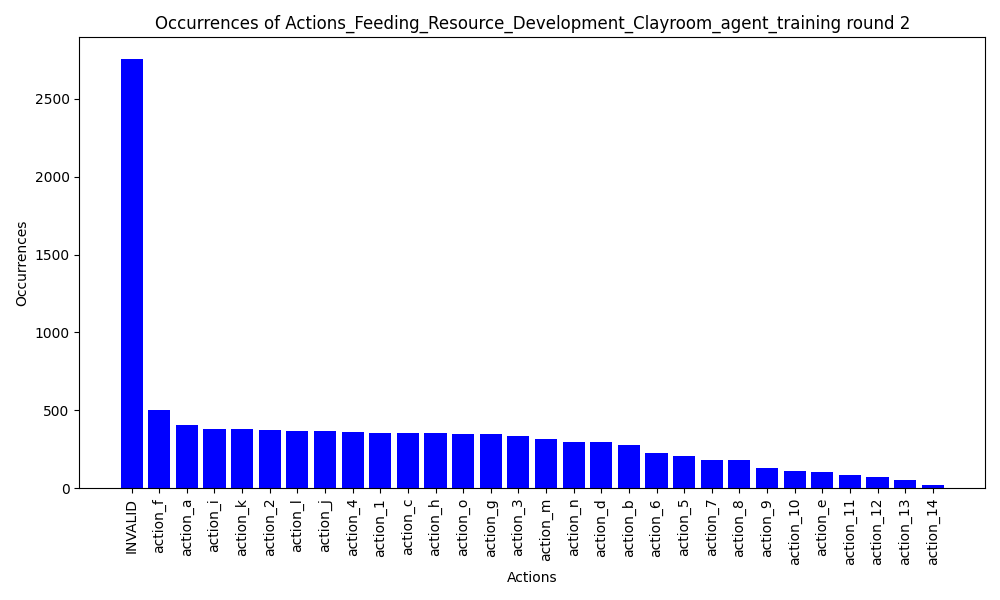 Occurrences of Actions_Feeding_Resource_Development_Clayroom_agent_training round 2
Occurrences
2500
2000
1500
1000
500
0
INVALID
action_f
action_a
action_i
action_k
action_2
action_l
action_j
action_4
action_1
action_c
action_h
action_o
action_g
action_3
action_m
action_n
action_d
action_b
action_6
action_5
action_7
action_8
action_9
action_10
action_e
action_11
action_12
action_13
action_14
Actions